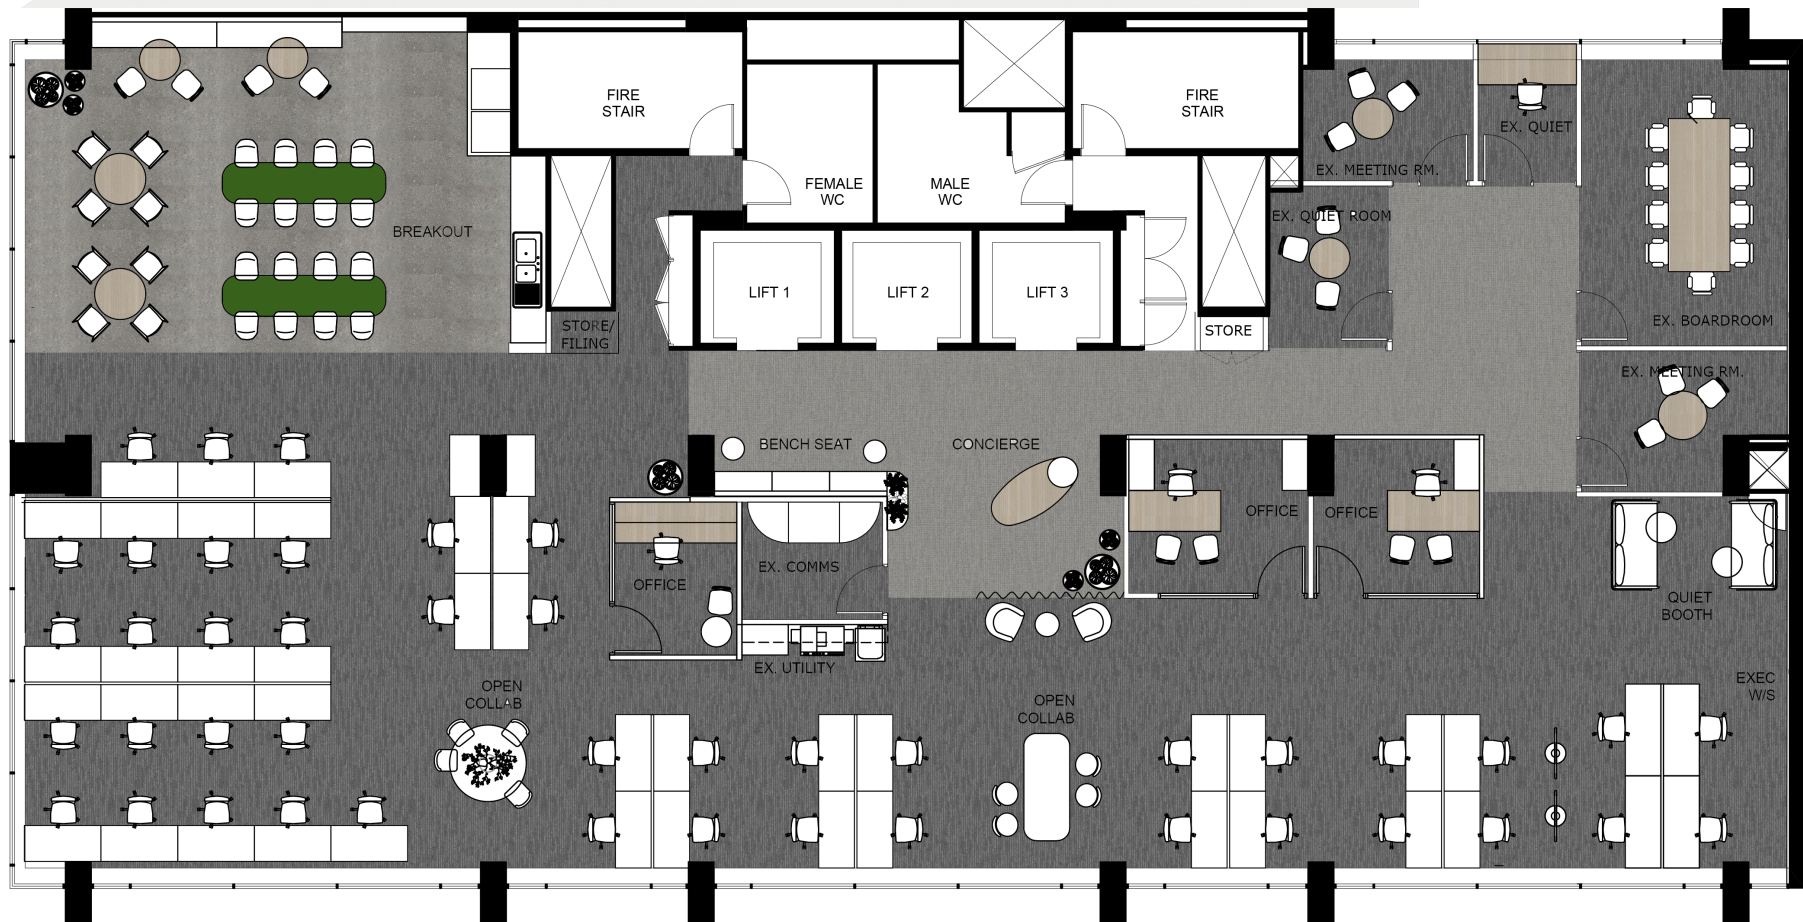 FIRE
STAIR
FIRE
STAIR
EX. QUIET
EX. MEETING RM.
FEMALE
WC
MALE
WC
EX. QUIET ROOM
BREAKOUT
LIFT 1
LIFT 2
LIFT 3
STORE/
FILING
STORE
EX. BOARDROOM
EX. MEETING RM.
BENCH SEAT
CONCIERGE
OFFICE
OFFICE
EX. COMMS
OFFICE
QUIET
BOOTH
EX. UTILITY
EXEC
W/S
OPEN
COLLAB
OPEN
COLLAB